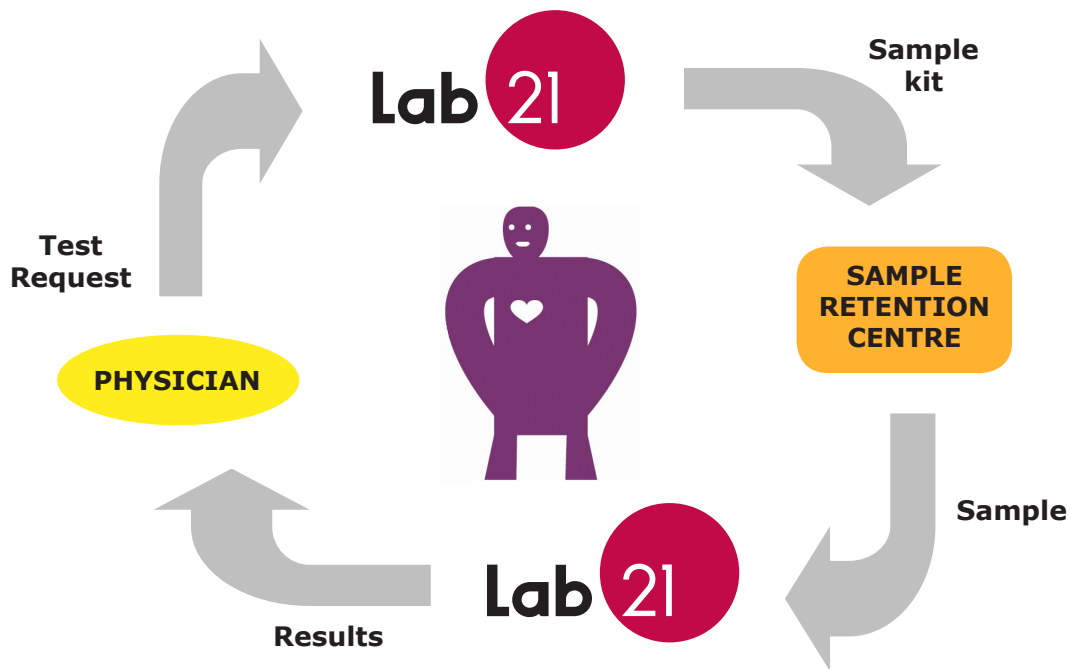 Lab 21
Sample
kit
Test
Request
SAMPLE
RETENTION
CENTRE
PHYSICIAN
Sample
Lab 21
Results